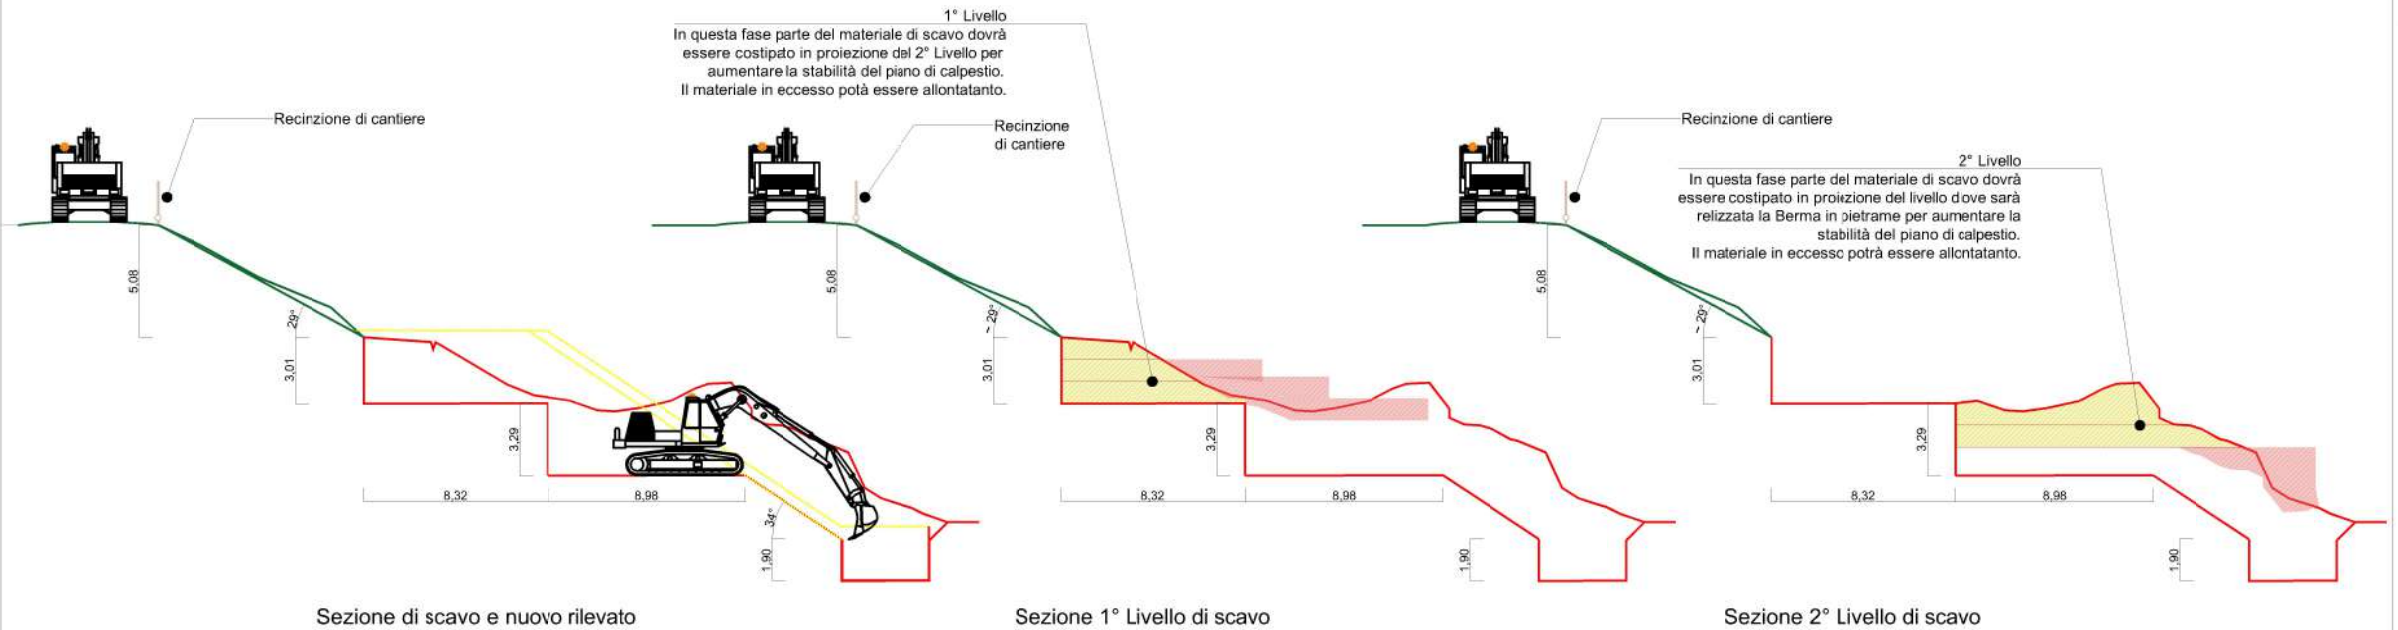 1° Livello
In questa fase parte del materiale di scavo dovrà
essere costipato in proiezione del 2° Livello per
aumentare la stabilità del piano di calpestio.
Il materiale in eccesso potà essere allontatanto.
Recinzione di cantiere
Recinzione
di cantiere
Recinzione di cantiere
2° Livello
In questa fase parte del materiale di scavo dovrà
essere costipato in proiezione del livello dove sarà
relizzata la Berma in pietrame per aumentare la
stabilità del piano di calpestio.
Il materiale in eccesso potrà essere allontatanto.
5,08
29°
3,01
3,29
8,32
8,98
34°
1,90
5,08
~ 29°
3,01
3,29
8,32
8,98
1,90
5,08
~ 29°
3,01
3,29
8,32
8,98
1,90
Sezione di scavo e nuovo rilevato
Sezione 1° Livello di scavo
Sezione 2° Livello di scavo